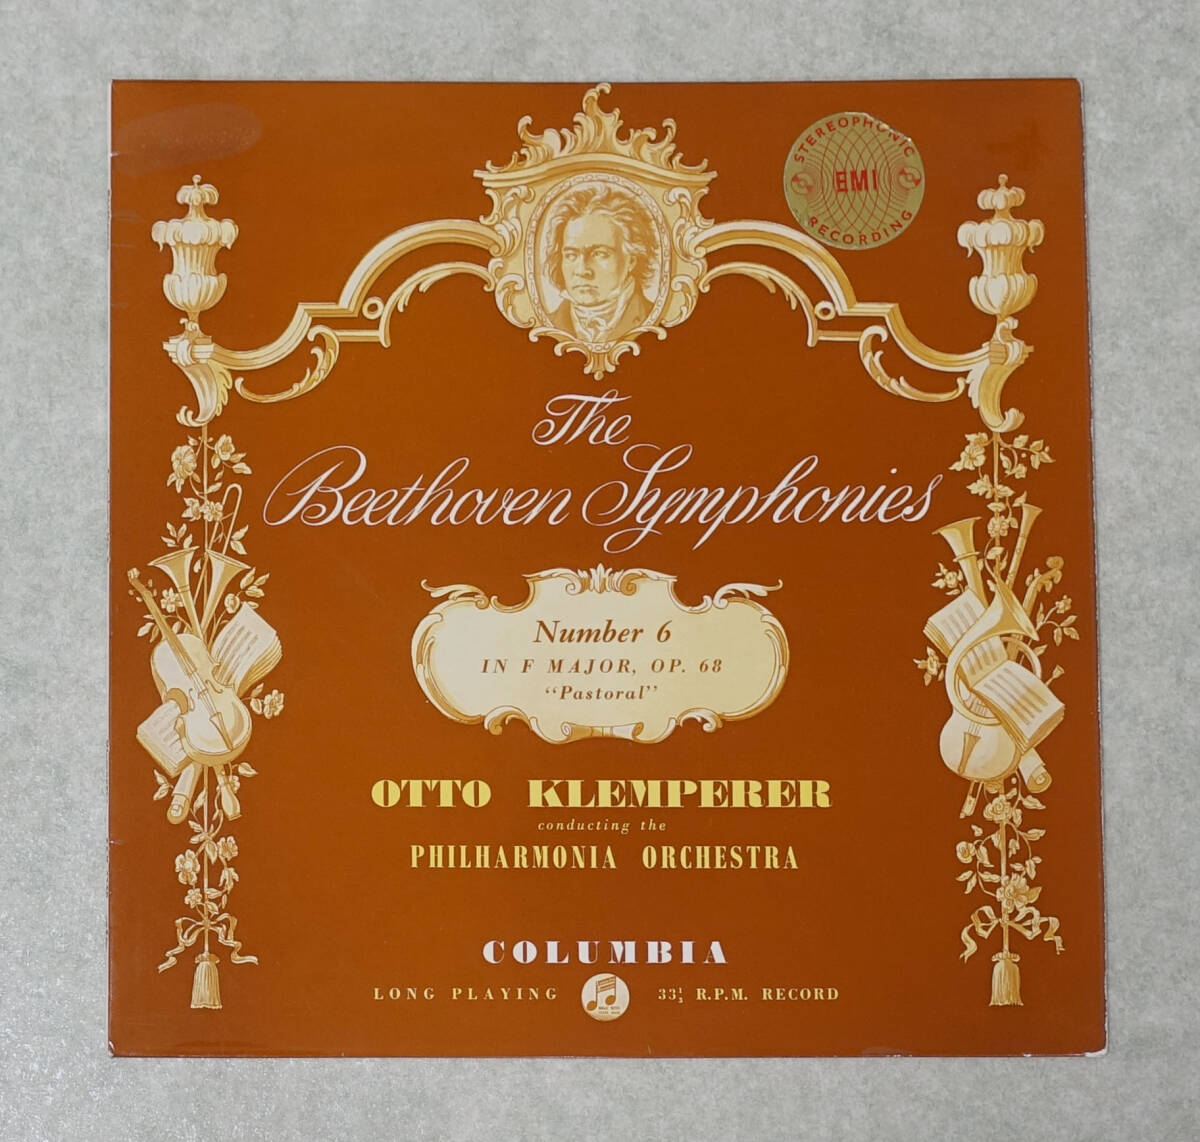 STEREOPHONIC
EMI
RECORDING
The
Beethoven Symphonies
Number 6
IN F MAJOR, OP. 68
"Pastoral"
OTTO KLEMPERER
conducting the
PHILHARMONIA ORCHESTRA
COLUMBIA
LONG PLAYING 33⅓ R.P.M. RECORD